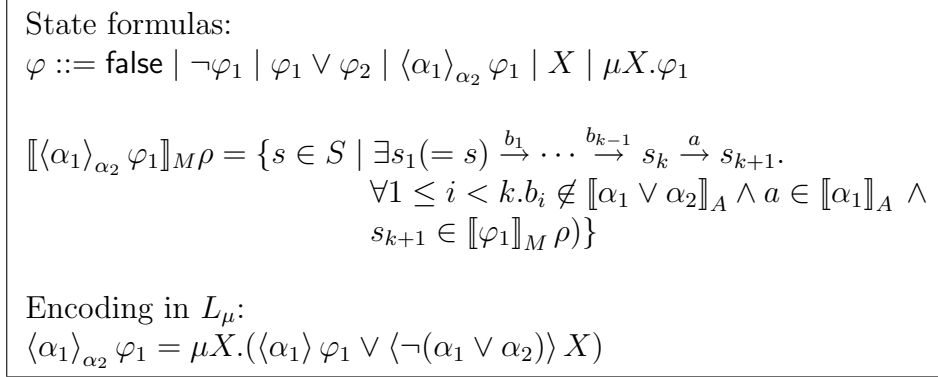 State formulas:
φ ::= false | ¬φ₁ | φ₁ ∨ φ₂ | ⟨α₁⟩_{α₂} φ₁ | X | μX.φ₁
⟦⟨α₁⟩_{α₂} φ₁⟧_M ρ = {s ∈ S | ∃s₁(= s) →^{b₁} ⋯ →^{b_{k−1}} s_k →^{a} s_{k+1}.
∀1 ≤ i < k.b_i ∉ ⟦α₁ ∨ α₂⟧_A ∧ a ∈ ⟦α₁⟧_A ∧
s_{k+1} ∈ ⟦φ₁⟧_M ρ)}
Encoding in L_μ:
⟨α₁⟩_{α₂} φ₁ = μX.(⟨α₁⟩ φ₁ ∨ ⟨¬(α₁ ∨ α₂)⟩ X)